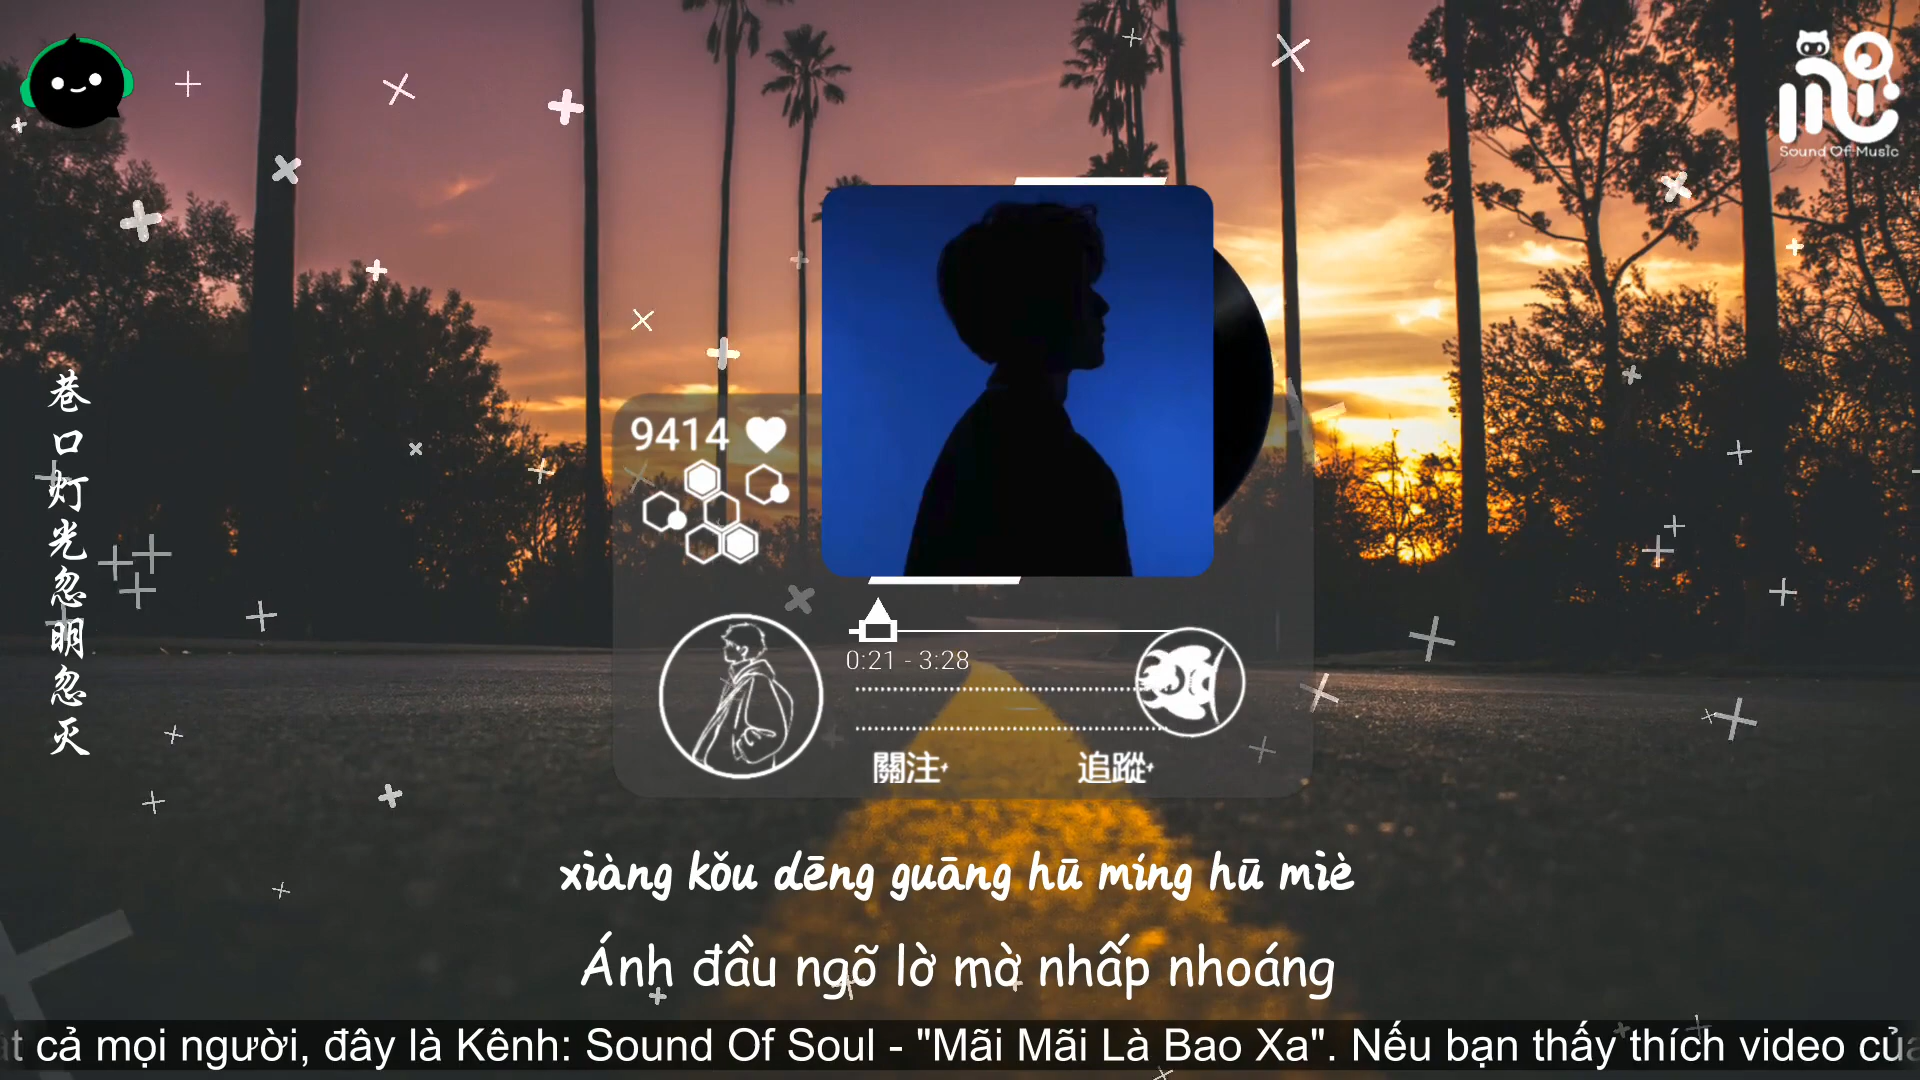 Sound Of Music
巷口灯光忽明忽灭
9414
0:21 - 3:28
關注
追蹤
xiàng kǒu dēng guāng hū míng hū miè
Ánh đầu ngõ lờ mờ nhấp nhoáng
cả mọi người, đây là Kênh: Sound Of Soul - "Mãi Mãi Là Bao Xa". Nếu bạn thấy thích video